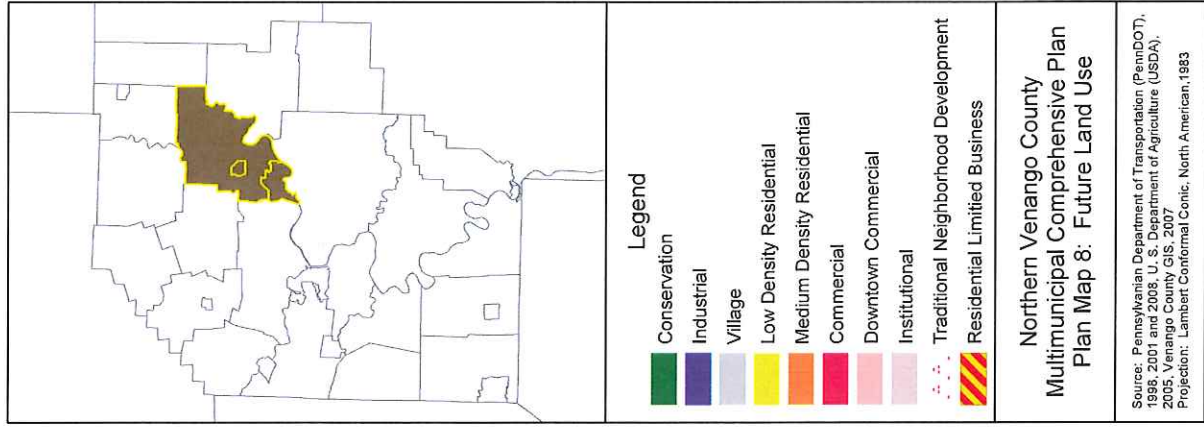 Legend
Conservation
Industrial
Village
Low Density Residential
Medium Density Residential
Commercial
Downtown Commercial
Institutional
Traditional Neighborhood Development
Residential Limitied Business
Northern Venango County
Multimunicipal Comprehensive Plan
Plan Map 8: Future Land Use
Source: Pennsylvanian Department of Transportation (PennDOT),
1998, 2001 and 2008, U. S. Department of Agriculture (USDA).
2005, Venango County GIS, 2007
Projection: Lambert Conformal Conic, North American,1983